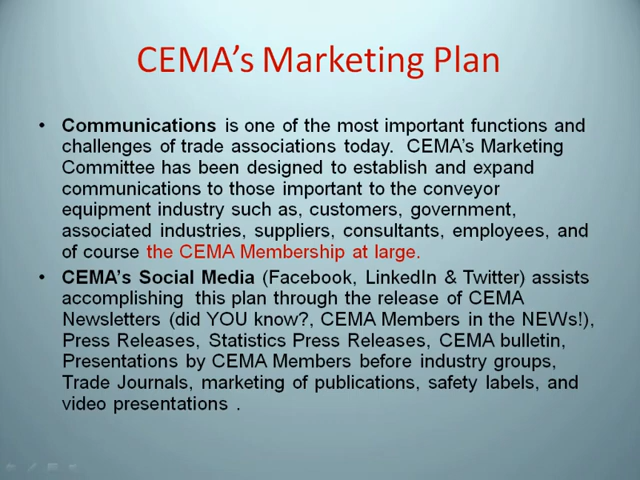 CEMA's Marketing Plan
• Communications is one of the most important functions and
challenges of trade associations today. CEMA's Marketing
Committee has been designed to establish and expand
communications to those important to the conveyor
equipment industry such as, customers, government,
associated industries, suppliers, consultants, employees, and
of course the CEMA Membership at large.
• CEMA's Social Media (Facebook, LinkedIn & Twitter) assists
accomplishing this plan through the release of CEMA
Newsletters (did YOU know?, CEMA Members in the NEWs!),
Press Releases, Statistics Press Releases, CEMA bulletin,
Presentations by CEMA Members before industry groups,
Trade Journals, marketing of publications, safety labels, and
video presentations .